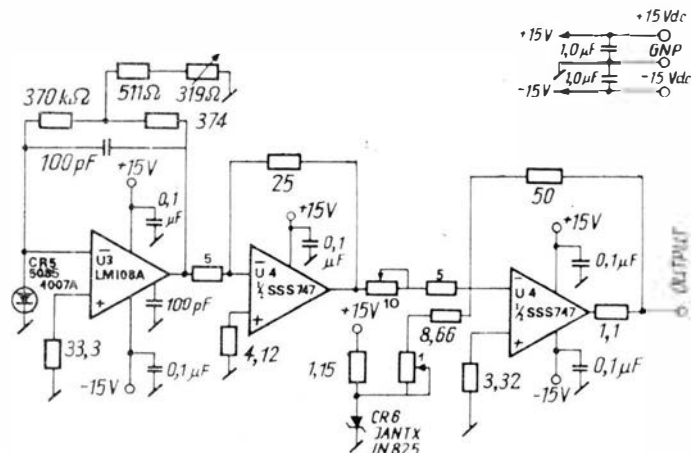 +15 Vdc
+15V
1,0µF
GNP
1,0µF
-15V
-15 Vdc
511Ω
319Ω
370 kΩ
374
100pF
+15V
0,1
µF
25
+15V
0,1
µF
50
+15V
0,1µF
CR5
5085
4007A
U3
LM108A
100pF
33,3
-15V
0,1µF
5
U4
½ SSS747
4,12
+15V
10
5
8,66
1,15
1
CR6
JANTX
IN825
U4
½ SSS747
3,32
1,1
-15V
0,1µF
OUTPUT